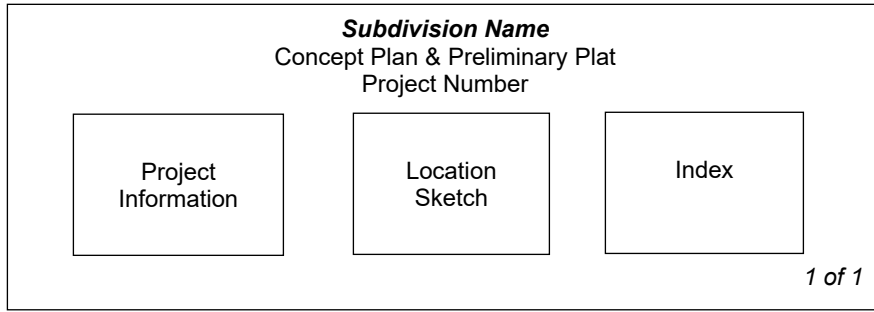 Subdivision Name
Concept Plan & Preliminary Plat
Project Number
Project
Information
Location
Sketch
Index
1 of 1